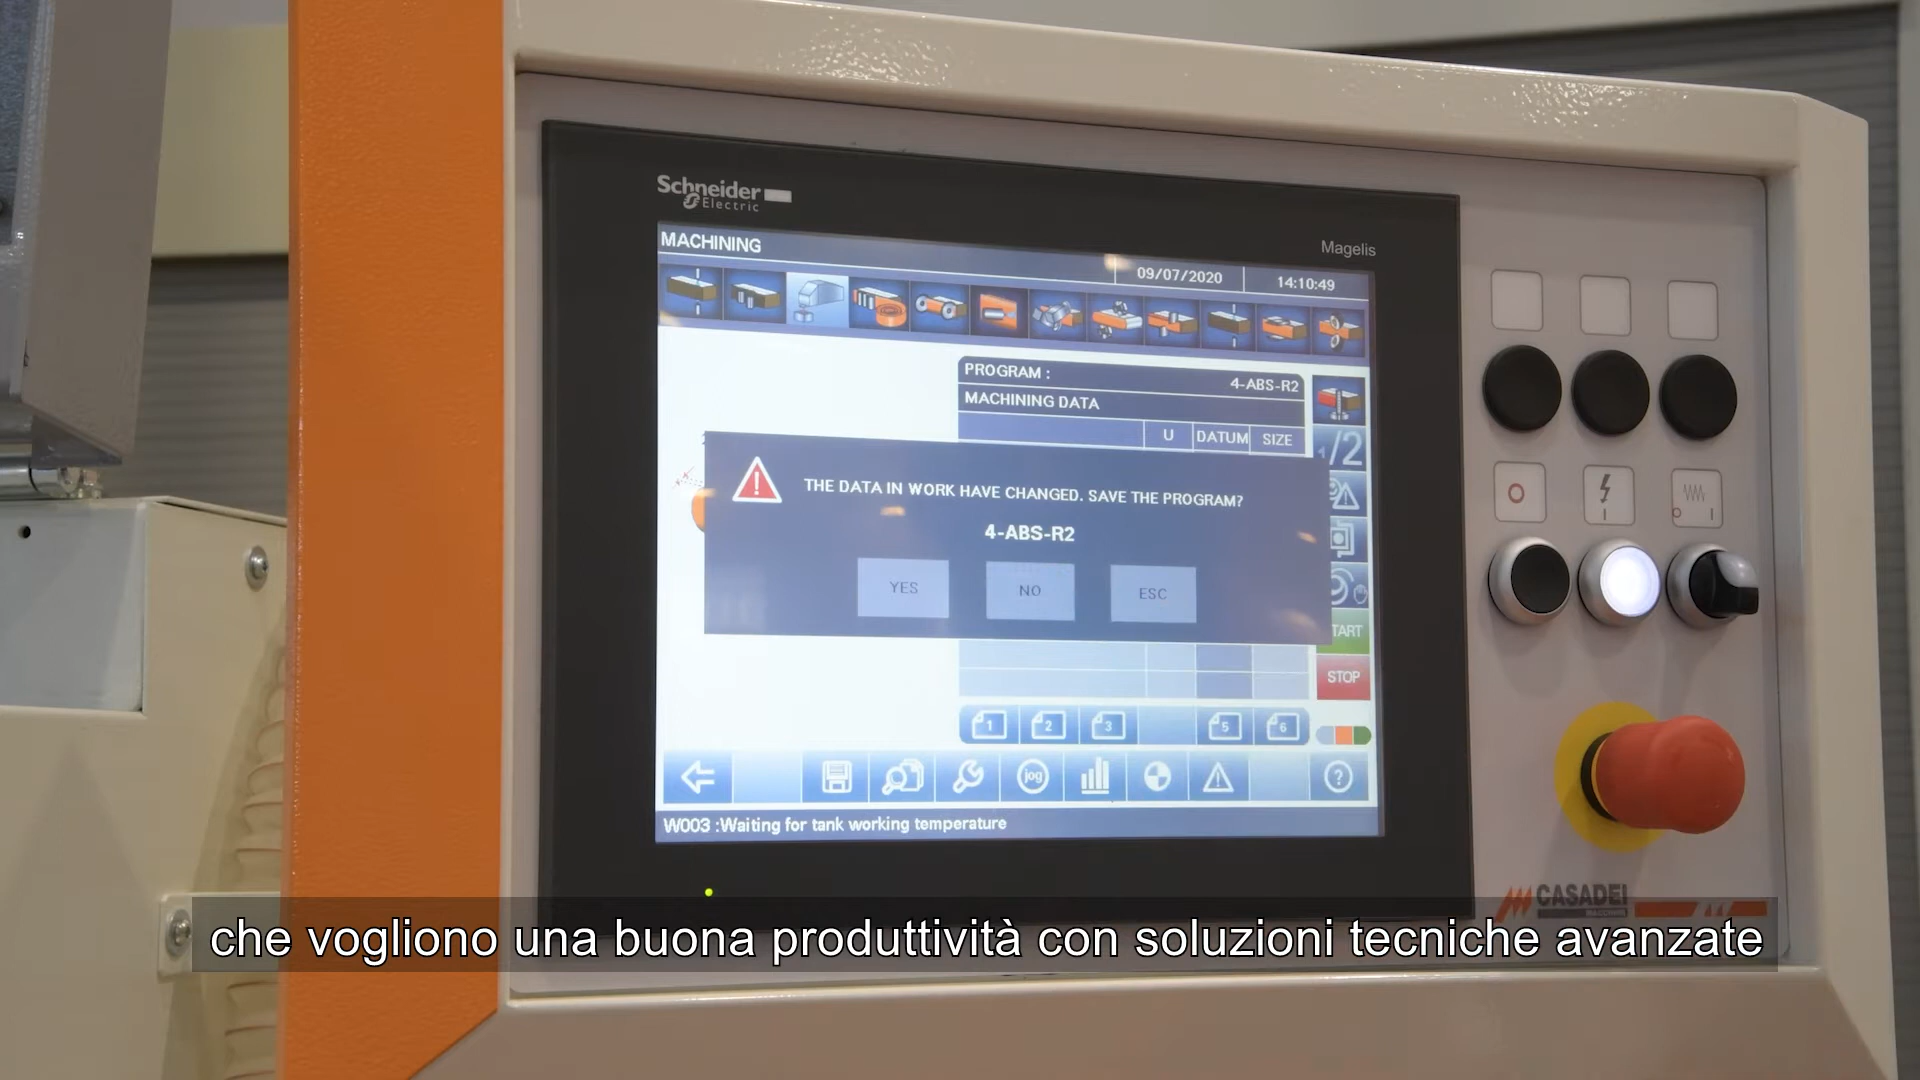 Schneider
Electric
Magelis
MACHINING
09/07/2020
14:10:49
PROGRAM :
4-ABS-R2
MACHINING DATA
U
DATUM
SIZE
1/2
THE DATA IN WORK HAVE CHANGED. SAVE THE PROGRAM?
4-ABS-R2
YES
NO
ESC
TART
STOP
1
2
3
5
6
jog
?
W003 :Waiting for tank working temperature
CASADEI
che vogliono una buona produttività con soluzioni tecniche avanzate